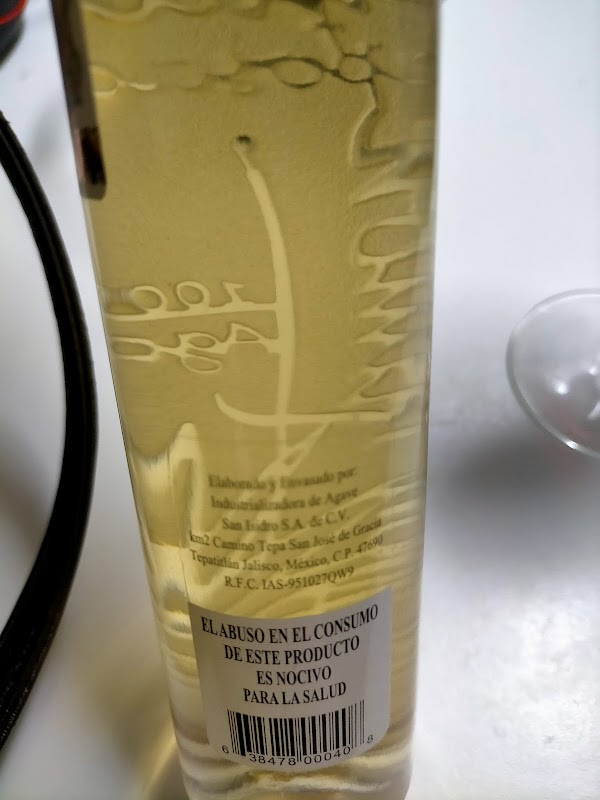 Elaborado y Envasado por:
Industrializadora de Agave
San Isidro S.A. de C.V.
km2 Camino Tepa San José de Gracia
Tepatitlán Jalisco, México, C.P. 47690
R.F.C. IAS-951027QW9
EL ABUSO EN EL CONSUMO
DE ESTE PRODUCTO
ES NOCIVO
PARA LA SALUD
6 38478 00040 8